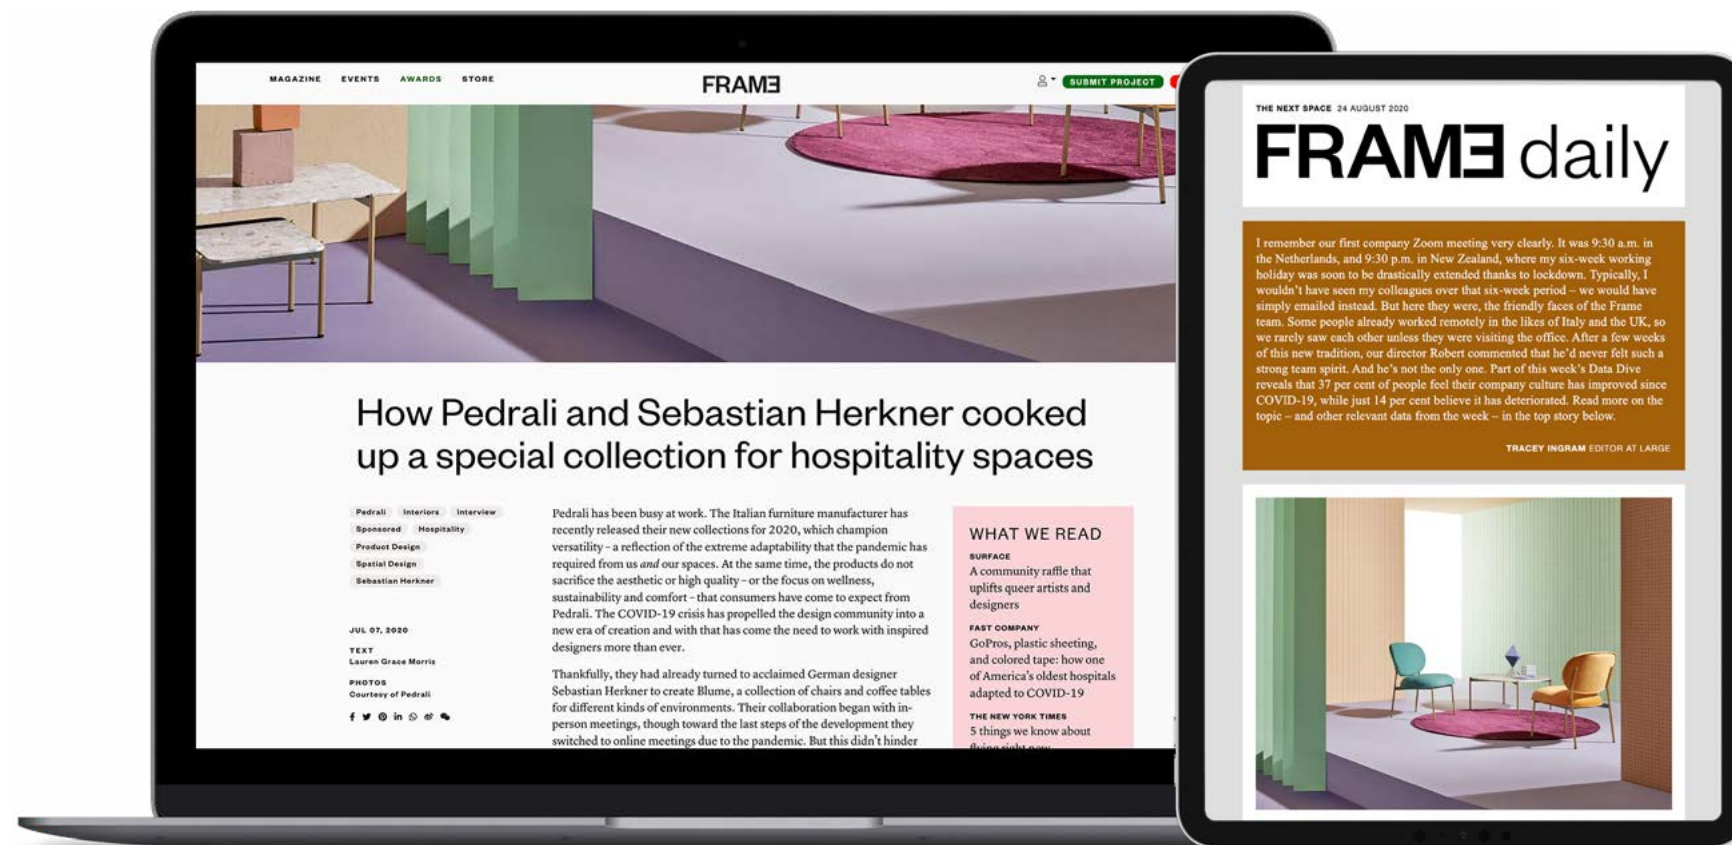 MAGAZINE EVENTS AWARDS STORE
FRAMƎ
SUBMIT PROJECT
How Pedrali and Sebastian Herkner cooked
up a special collection for hospitality spaces
Pedrali Interiors Interview
Sponsored Hospitality
Product Design
Spatial Design
Sebastian Herkner
JUL 07, 2020
TEXT
Lauren Grace Morris
PHOTOS
Courtesy of Pedrali
Pedrali has been busy at work. The Italian furniture manufacturer has
recently released their new collections for 2020, which champion
versatility – a reflection of the extreme adaptability that the pandemic has
required from us and our spaces. At the same time, the products do not
sacrifice the aesthetic or high quality – or the focus on wellness,
sustainability and comfort – that consumers have come to expect from
Pedrali. The COVID-19 crisis has propelled the design community into a
new era of creation and with that has come the need to work with inspired
designers more than ever.
Thankfully, they had already turned to acclaimed German designer
Sebastian Herkner to create Blume, a collection of chairs and coffee tables
for different kinds of environments. Their collaboration began with in-
person meetings, though toward the last steps of the development they
switched to online meetings due to the pandemic. But this didn't hinder
WHAT WE READ
SURFACE
A community raffle that
uplifts queer artists and
designers
FAST COMPANY
GoPros, plastic sheeting,
and colored tape: how one
of America's oldest hospitals
adapted to COVID-19
THE NEW YORK TIMES
5 things we know about
flying right now
THE NEXT SPACE 24 AUGUST 2020
FRAMƎ daily
I remember our first company Zoom meeting very clearly. It was 9:30 a.m. in
the Netherlands, and 9:30 p.m. in New Zealand, where my six-week working
holiday was soon to be drastically extended thanks to lockdown. Typically, I
wouldn't have seen my colleagues over that six-week period – we would have
simply emailed instead. But here they were, the friendly faces of the Frame
team. Some people already worked remotely in the likes of Italy and the UK, so
we rarely saw each other unless they were visiting the office. After a few weeks
of this new tradition, our director Robert commented that he'd never felt such a
strong team spirit. And he's not the only one. Part of this week's Data Dive
reveals that 37 per cent of people feel their company culture has improved since
COVID-19, while just 14 per cent believe it has deteriorated. Read more on the
topic – and other relevant data from the week – in the top story below.
TRACEY INGRAM EDITOR AT LARGE